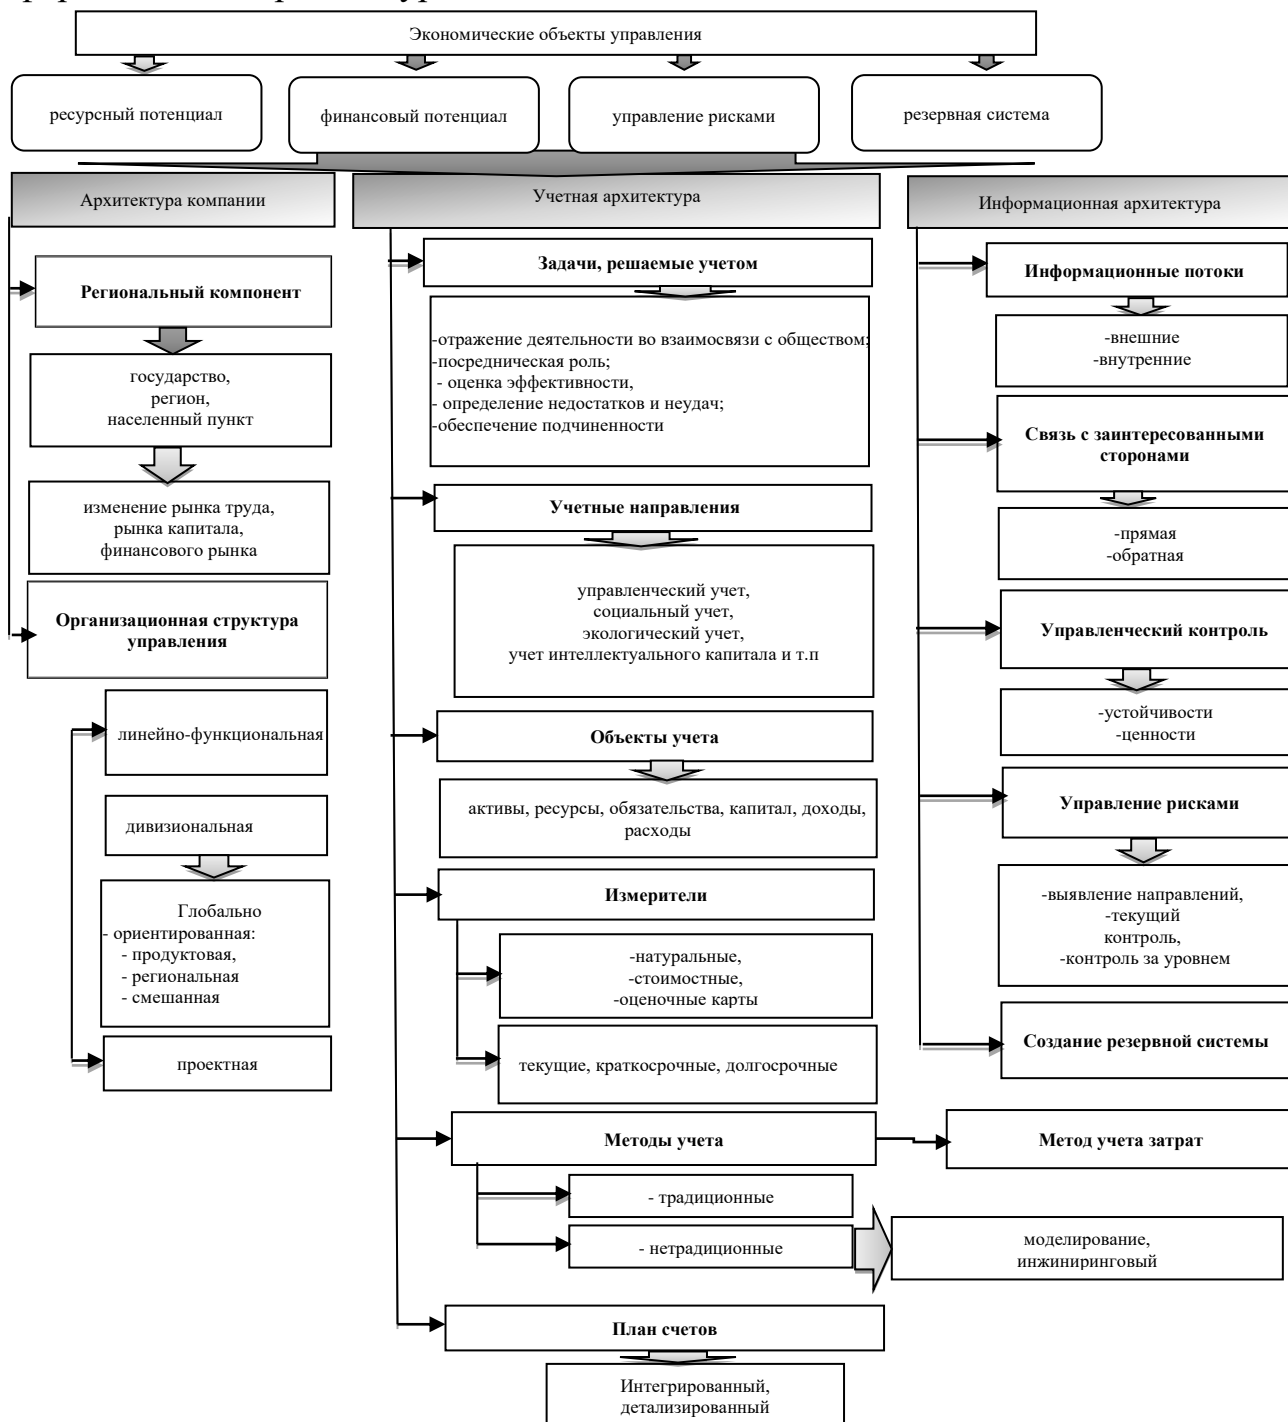 Экономические объекты управления
ресурсный потенциал
финансовый потенциал
управление рисками
резервная система
Архитектура компании
Учетная архитектура
Информационная архитектура
Региональный компонент
государство,
регион,
населенный пункт
изменение рынка труда,
рынка капитала,
финансового рынка
Организационная структура
управления
линейно-функциональная
дивизиональная
Глобально
- ориентированная:
- продуктовая,
- региональная
- смешанная
проектная
Задачи, решаемые учетом
-отражение деятельности во взаимосвязи с обществом;
-посредническая роль;
- оценка эффективности,
- определение недостатков и неудач;
-обеспечение подчиненности
Учетные направления
управленческий учет,
социальный учет,
экологический учет,
учет интеллектуального капитала и т.п
Объекты учета
активы, ресурсы, обязательства, капитал, доходы,
расходы
Измерители
-натуральные,
-стоимостные,
-оценочные карты
текущие, краткосрочные, долгосрочные
Методы учета
- традиционные
- нетрадиционные
План счетов
Интегрированный,
детализированный
Информационные потоки
-внешние
-внутренние
Связь с заинтересованными
сторонами
-прямая
-обратная
Управленческий контроль
-устойчивости
-ценности
Управление рисками
-выявление направлений,
-текущий
контроль,
-контроль за уровнем
Создание резервной системы
Метод учета затрат
моделирование,
инжиниринговый